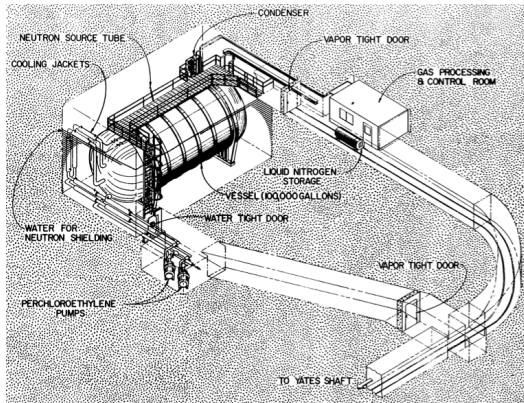 CONDENSER
NEUTRON SOURCE TUBE
VAPOR TIGHT DOOR
COOLING JACKETS
GAS PROCESSING
& CONTROL ROOM
LIQUID NITROGEN
STORAGE
VESSEL (100,000 GALLONS)
WATER TIGHT DOOR
WATER FOR
NEUTRON SHIELDING
VAPOR TIGHT DOOR
PERCHLOROETHYLENE
PUMPS
TO YATES SHAFT